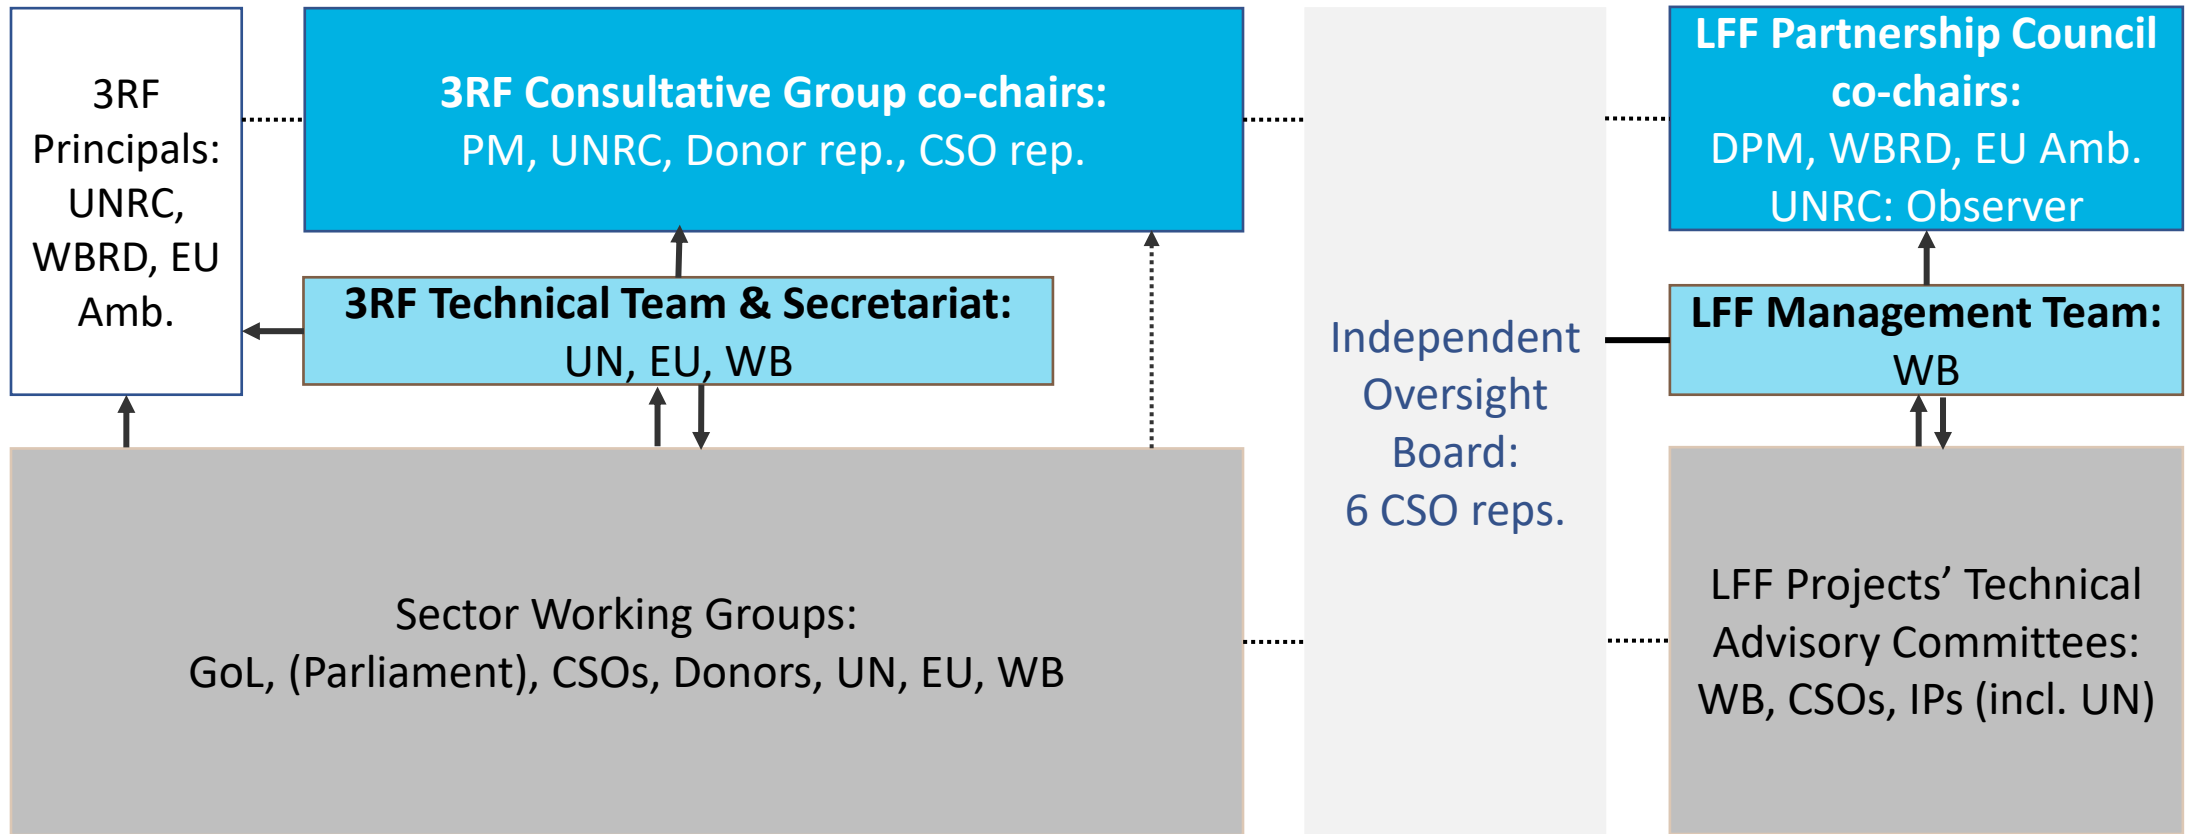 3RF
Principals:
UNRC,
WBRD, EU
Amb.
3RF Consultative Group co-chairs:
PM, UNRC, Donor rep., CSO rep.
3RF Technical Team & Secretariat:
UN, EU, WB
Sector Working Groups:
GoL, (Parliament), CSOs, Donors, UN, EU, WB
Independent
Oversight
Board:
6 CSO reps.
LFF Partnership Council
co-chairs:
DPM, WBRD, EU Amb.
UNRC: Observer
LFF Management Team:
WB
LFF Projects’ Technical
Advisory Committees:
WB, CSOs, IPs (incl. UN)